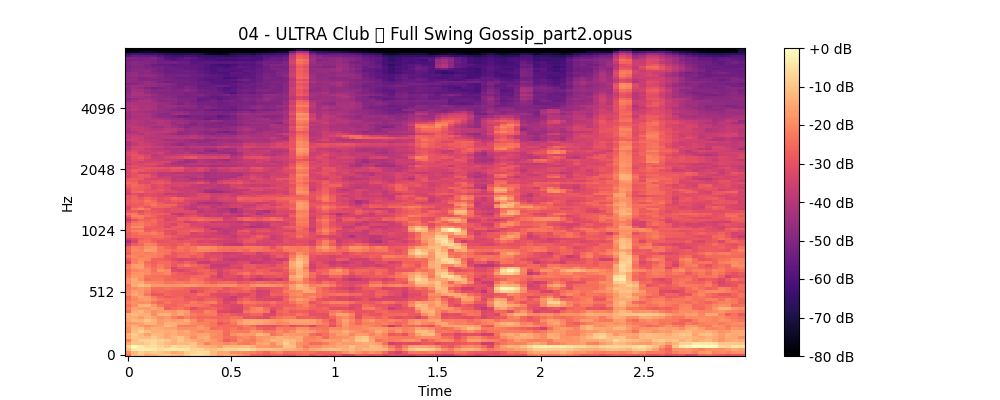 04 - ULTRA Club ▯ Full Swing Gossip_part2.opus
Hz
4096
2048
1024
512
0
0 0.5 1 1.5 2 2.5
Time
+0 dB
-10 dB
-20 dB
-30 dB
-40 dB
-50 dB
-60 dB
-70 dB
-80 dB